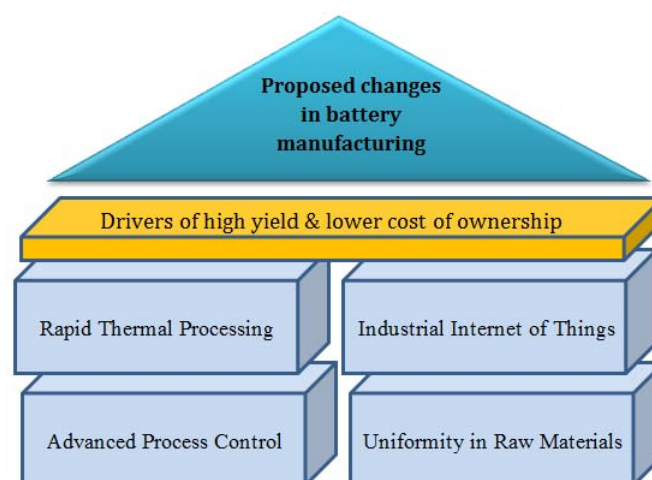 Proposed changes
in battery
manufacturing
Drivers of high yield & lower cost of ownership
Rapid Thermal Processing
Industrial Internet of Things
Advanced Process Control
Uniformity in Raw Materials